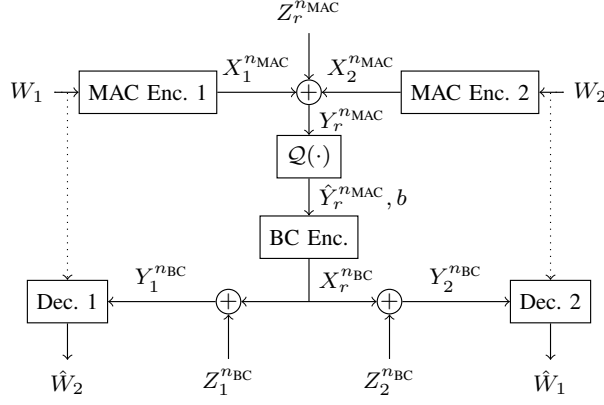 Z_r^{n_MAC}
X_1^{n_MAC} X_2^{n_MAC}
W_1 MAC Enc. 1 + MAC Enc. 2 W_2
Y_r^{n_MAC}
𝒬(·)
Ŷ_r^{n_MAC}, b
BC Enc.
Y_1^{n_BC} X_r^{n_BC} Y_2^{n_BC}
Dec. 1 + + Dec. 2
Ŵ_2 Z_1^{n_BC} Z_2^{n_BC} Ŵ_1